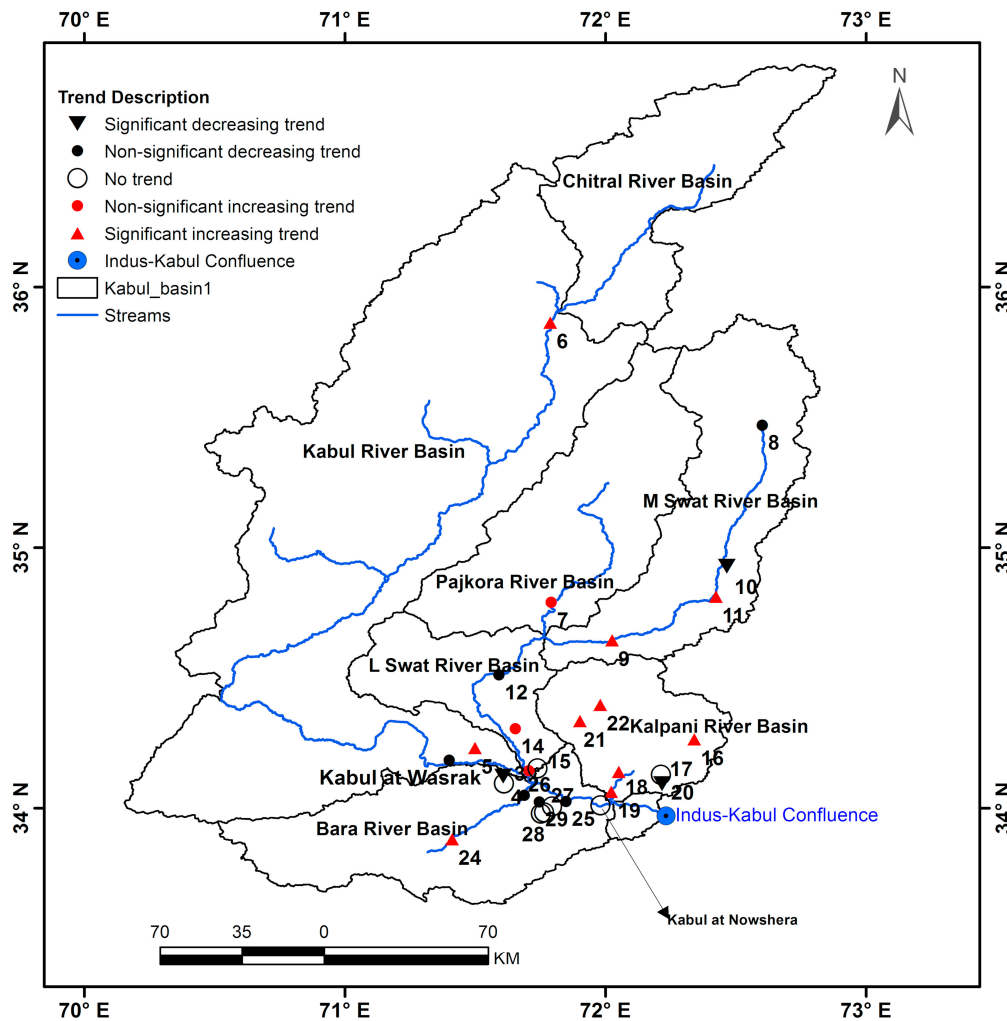 70° E 71° E 72° E 73° E
N
Trend Description
Significant decreasing trend
Non-significant decreasing trend
No trend
Non-significant increasing trend
Significant increasing trend
Indus-Kabul Confluence
Kabul_basin1
Streams
Chitral River Basin
36° N 36° N
6
8
Kabul River Basin
M Swat River Basin
35° N 35° N
10
Pajkora River Basin
11
7
9
L Swat River Basin
12
22
Kalpani River Basin
21
14
16
15
5
17
Kabul at Wasrak
18
26
20
4
27
34° N 34° N
19
Indus-Kabul Confluence
25
29
Bara River Basin
28
24
Kabul at Nowshera
70 35 0 70
KM
70° E 71° E 72° E 73° E